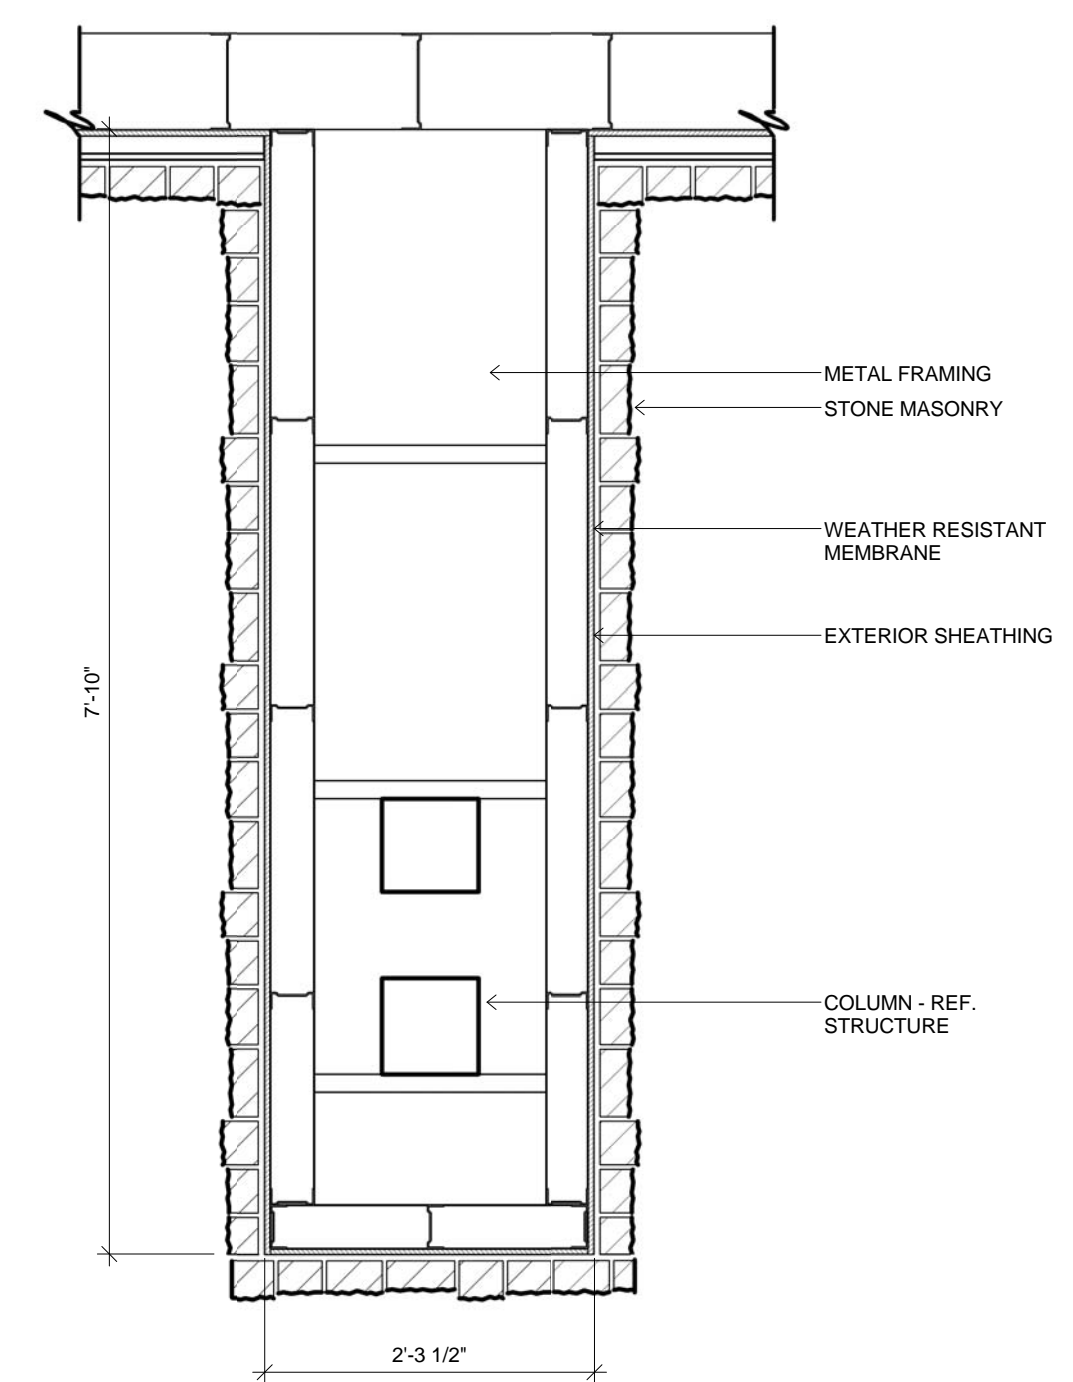 METAL FRAMING
STONE MASONRY
WEATHER RESISTANT
MEMBRANE
EXTERIOR SHEATHING
7'-10"
COLUMN - REF.
STRUCTURE
2'-3 1/2"